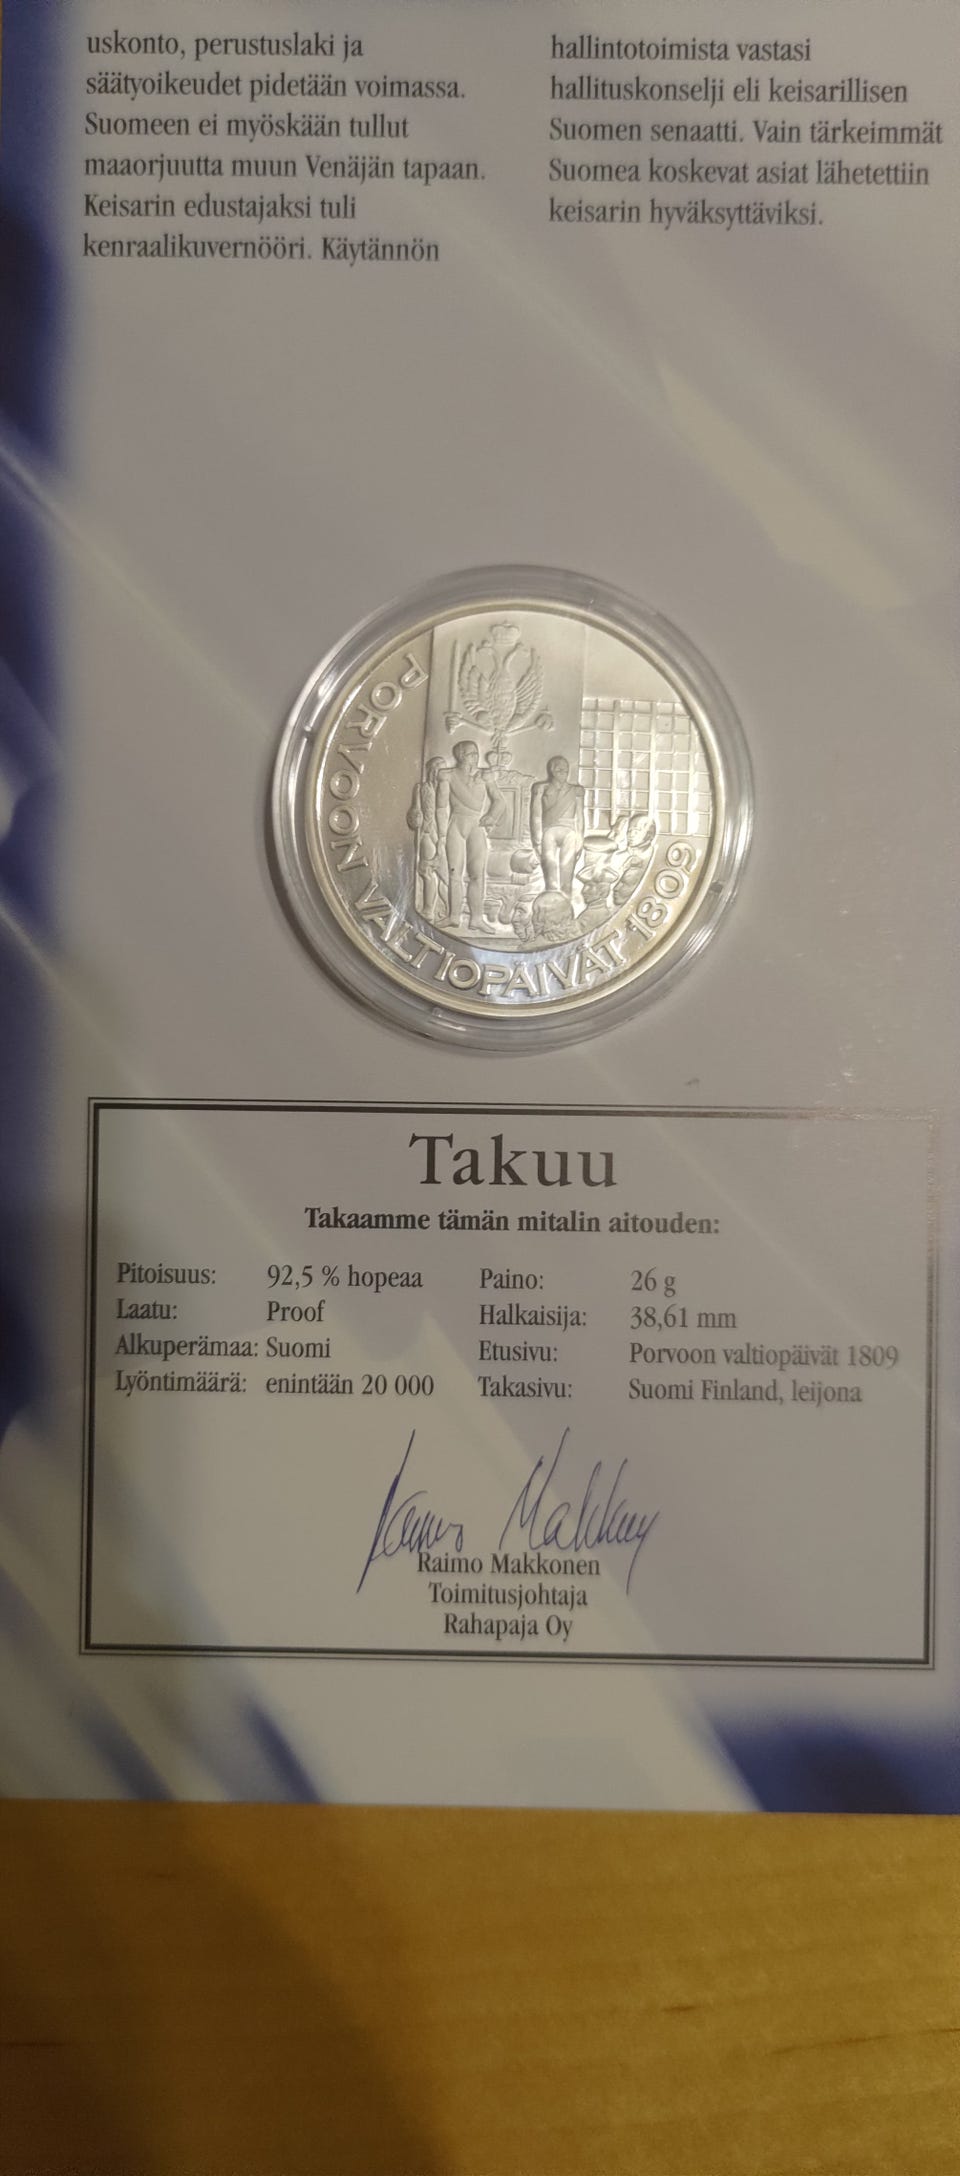 uskonto, perustuslaki ja
säätyoikeudet pidetään voimassa.
Suomeen ei myöskään tullut
maaorjuutta muun Venäjän tapaan.
Keisarin edustajaksi tuli
kenraalikuvernööri. Käytännön
hallintotoimista vastasi
hallituskonselji eli keisarillisen
Suomen senaatti. Vain tärkeimmät
Suomea koskevat asiat lähetettiin
keisarin hyväksyttäviksi.
PORVOON VALTIOPÄIVÄT 1809
Takuu
Takaamme tämän mitalin aitouden:
Pitoisuus: 92,5 % hopeaa
Laatu: Proof
Alkuperämaa: Suomi
Lyöntimäärä: enintään 20 000
Paino: 26 g
Halkaisija: 38,61 mm
Etusivu: Porvoon valtiopäivät 1809
Takasivu: Suomi Finland, leijona
Raimo Makkonen
Raimo Makkonen
Toimitusjohtaja
Rahapaja Oy